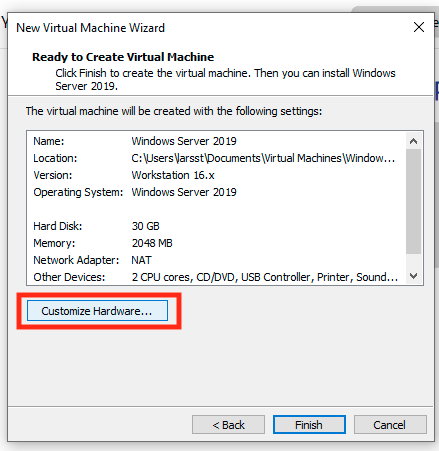 New Virtual Machine Wizard
Ready to Create Virtual Machine
Click Finish to create the virtual machine. Then you can install Windows
Server 2019.
The virtual machine will be created with the following settings:
Name: Windows Server 2019
Location: C:\Users\larsst\Documents\Virtual Machines\Window...
Version: Workstation 16.x
Operating System: Windows Server 2019
Hard Disk: 30 GB
Memory: 2048 MB
Network Adapter: NAT
Other Devices: 2 CPU cores, CD/DVD, USB Controller, Printer, Sound...
Customize Hardware...
< Back
Finish
Cancel